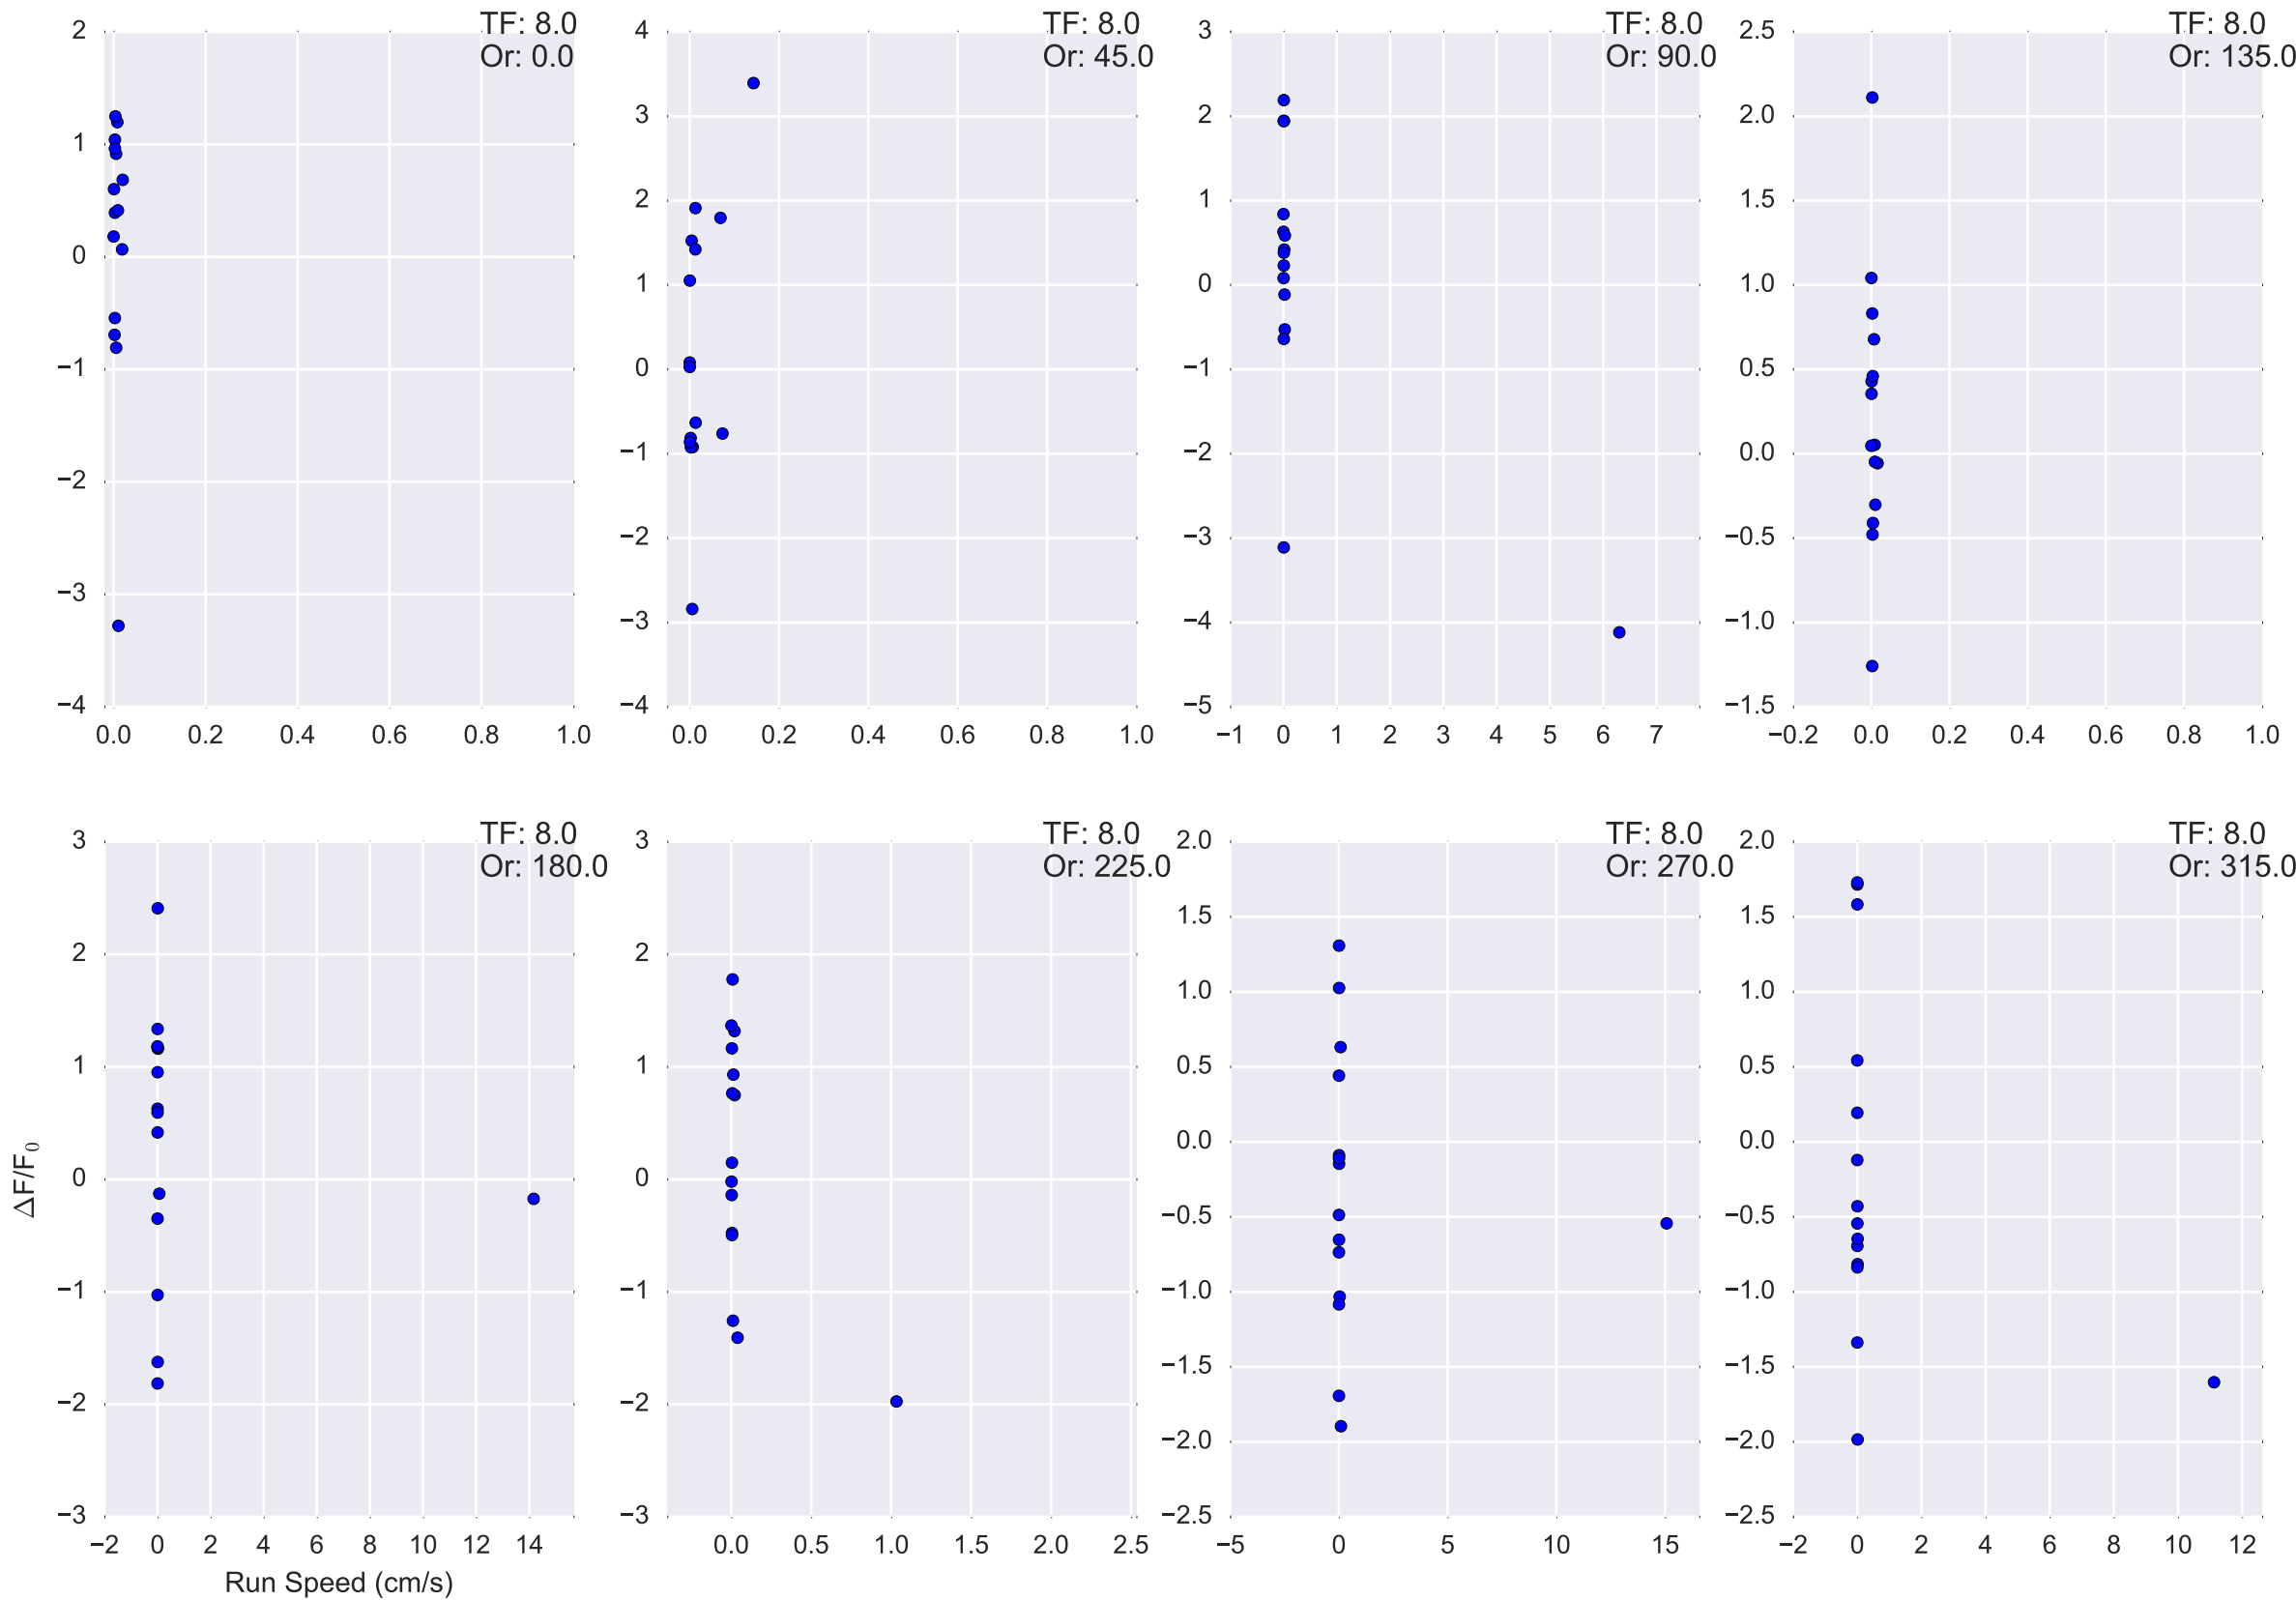 TF: 8.0
Or: 0.0
2
1
0
−1
−2
−3
−4
0.0 0.2 0.4 0.6 0.8 1.0
TF: 8.0
Or: 45.0
4
3
2
1
0
−1
−2
−3
−4
0.0 0.2 0.4 0.6 0.8 1.0
TF: 8.0
Or: 90.0
3
2
1
0
−1
−2
−3
−4
−5
−1 0 1 2 3 4 5 6 7
TF: 8.0
Or: 135.0
2.5
2.0
1.5
1.0
0.5
0.0
−0.5
−1.0
−1.5
−0.2 0.0 0.2 0.4 0.6 0.8 1.0
TF: 8.0
Or: 180.0
3
2
1
0
−1
−2
−3
−2 0 2 4 6 8 10 12 14
Run Speed (cm/s)
ΔF/F₀
TF: 8.0
Or: 225.0
3
2
1
0
−1
−2
−3
0.0 0.5 1.0 1.5 2.0 2.5
TF: 8.0
Or: 270.0
2.0
1.5
1.0
0.5
0.0
−0.5
−1.0
−1.5
−2.0
−2.5
−5 0 5 10 15
TF: 8.0
Or: 315.0
2.0
1.5
1.0
0.5
0.0
−0.5
−1.0
−1.5
−2.0
−2.5
−2 0 2 4 6 8 10 12